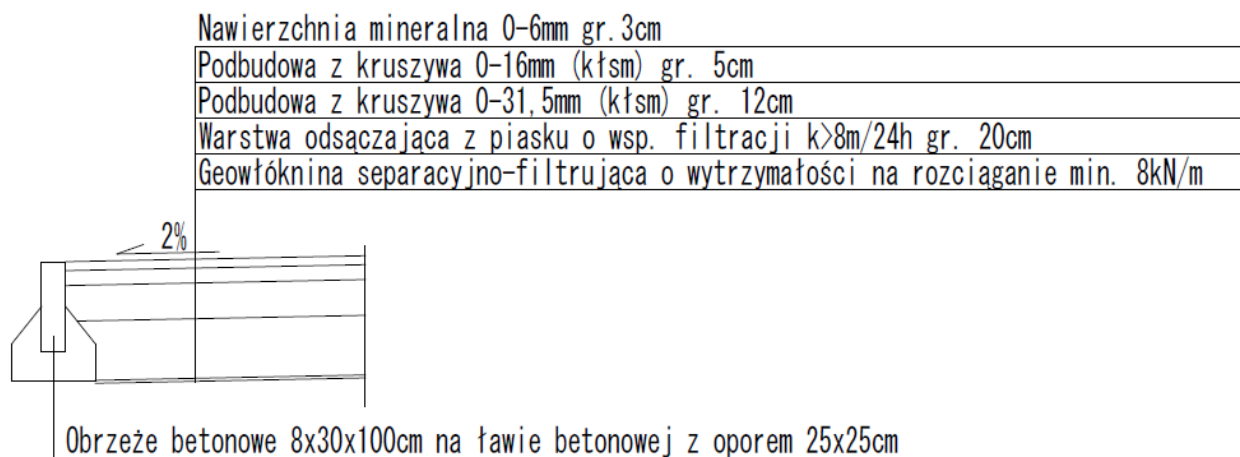 Nawierzchnia mineralna 0-6mm gr.3cm
Podbudowa z kruszywa 0-16mm (kłsm) gr. 5cm
Podbudowa z kruszywa 0-31,5mm (kłsm) gr. 12cm
Warstwa odsączająca z piasku o wsp. filtracji k>8m/24h gr. 20cm
Geowłóknina separacyjno-filtrująca o wytrzymałości na rozciąganie min. 8kN/m
2%
Obrzeże betonowe 8x30x100cm na ławie betonowej z oporem 25x25cm